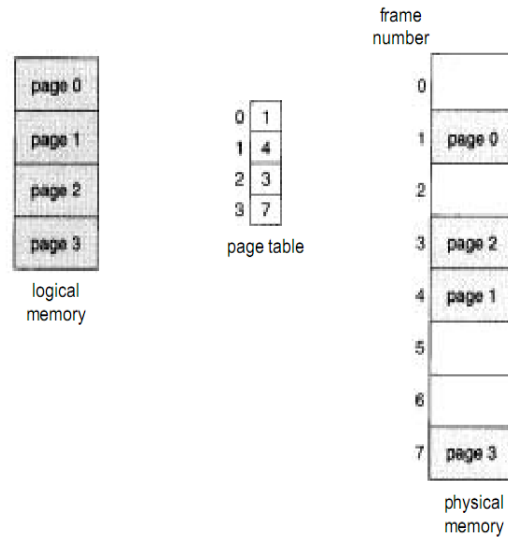 page 0
page 1
page 2
page 3
logical
memory
0 1
1 4
2 3
3 7
page table
frame
number
0
1 page 0
2
3 page 2
4 page 1
5
6
7 page 3
physical
memory